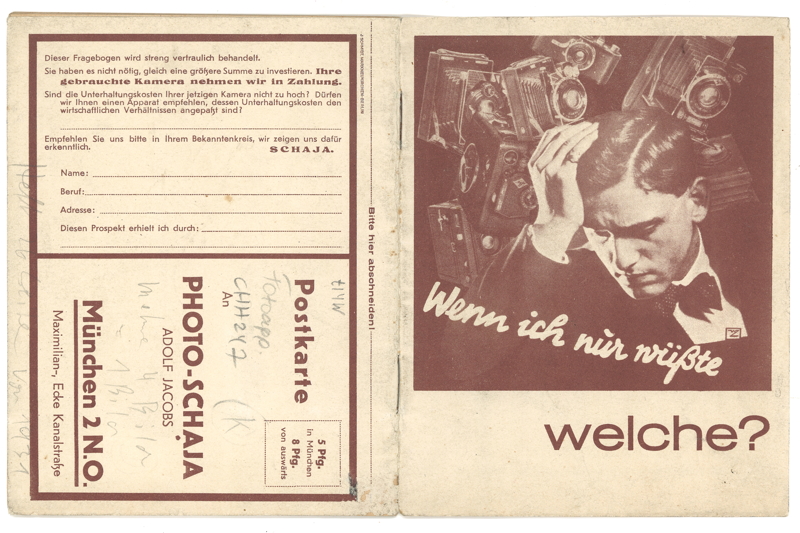 Dieser Fragebogen wird streng vertraulich behandelt.
Sie haben es nicht nötig, gleich eine größere Summe zu investieren. Ihre
gebrauchte Kamera nehmen wir in Zahlung.
Sind die Unterhaltungskosten Ihrer jetzigen Kamera nicht zu hoch? Dürfen
wir Ihnen einen Apparat empfehlen, dessen Unterhaltungskosten den
wirtschaftlichen Verhältnissen angepaßt sind?
Empfehlen Sie uns bitte in Ihrem Bekanntenkreis, wir zeigen uns dafür
erkenntlich.
SCHAJA.
Name:
Beruf:
Adresse:
Diesen Prospekt erhielt ich durch:
Bitte hier abschneiden!
Postkarte
5 Pfg.
in München
8 Pfg.
von auswärts
An
Fotoapp.
PHOTO-SCHAJA
ADOLF JACOBS
München 2 N.O.
Maximilian-, Ecke Kanalstraße
Wenn ich nur wüßte
welche?